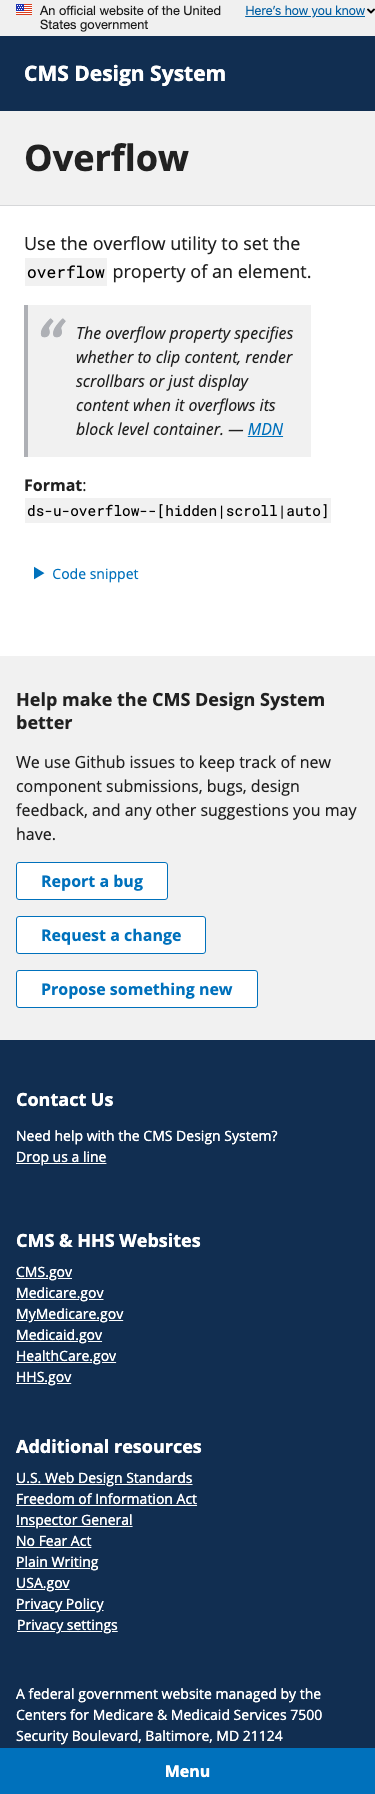 An official website of the United States government
Here's how you know
CMS Design System
Overflow
Use the overflow utility to set the
overflow property of an element.
The overflow property specifies
whether to clip content, render
scrollbars or just display
content when it overflows its
block level container. — MDN
Format:
ds-u-overflow--[hidden|scroll|auto]
Code snippet
Help make the CMS Design System
better
We use Github issues to keep track of new
component submissions, bugs, design
feedback, and any other suggestions you may
have.
Report a bug
Request a change
Propose something new
Contact Us
Need help with the CMS Design System?
Drop us a line
CMS & HHS Websites
CMS.gov
Medicare.gov
MyMedicare.gov
Medicaid.gov
HealthCare.gov
HHS.gov
Additional resources
U.S. Web Design Standards
Freedom of Information Act
Inspector General
No Fear Act
Plain Writing
USA.gov
Privacy Policy
Privacy settings
A federal government website managed by the
Centers for Medicare & Medicaid Services 7500
Security Boulevard, Baltimore, MD 21124
Menu